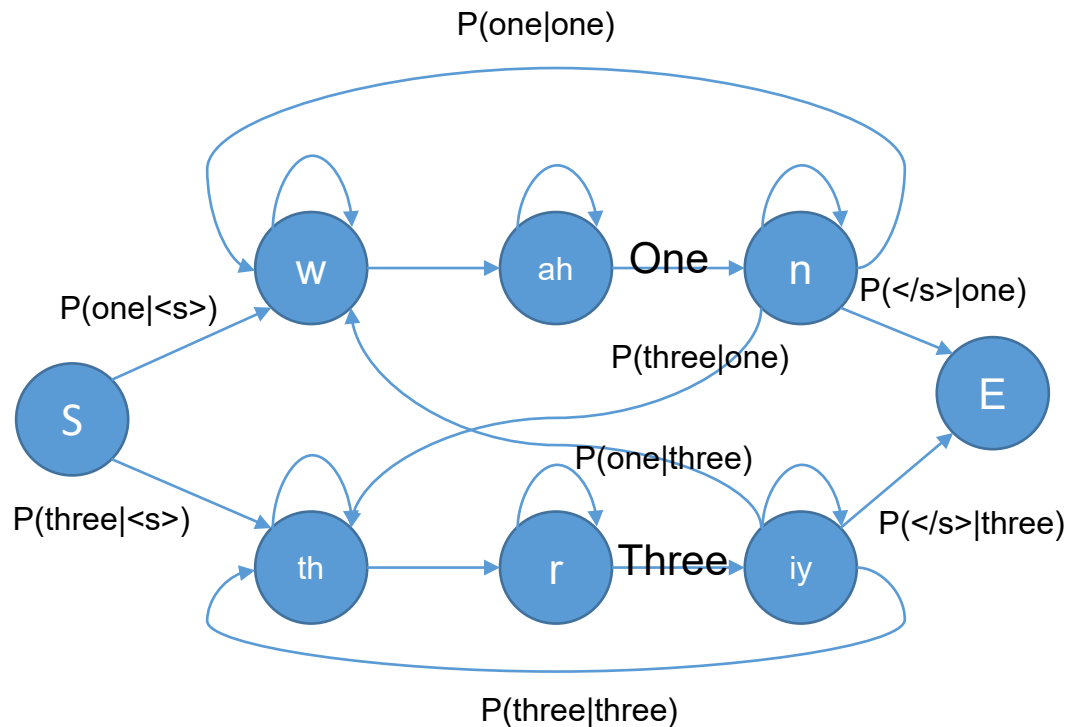 P(one|one)
w
ah
One
n
P(one|<s>)
P(</s>|one)
P(three|one)
S
E
P(one|three)
P(three|<s>)
P(</s>|three)
th
r
Three
iy
P(three|three)